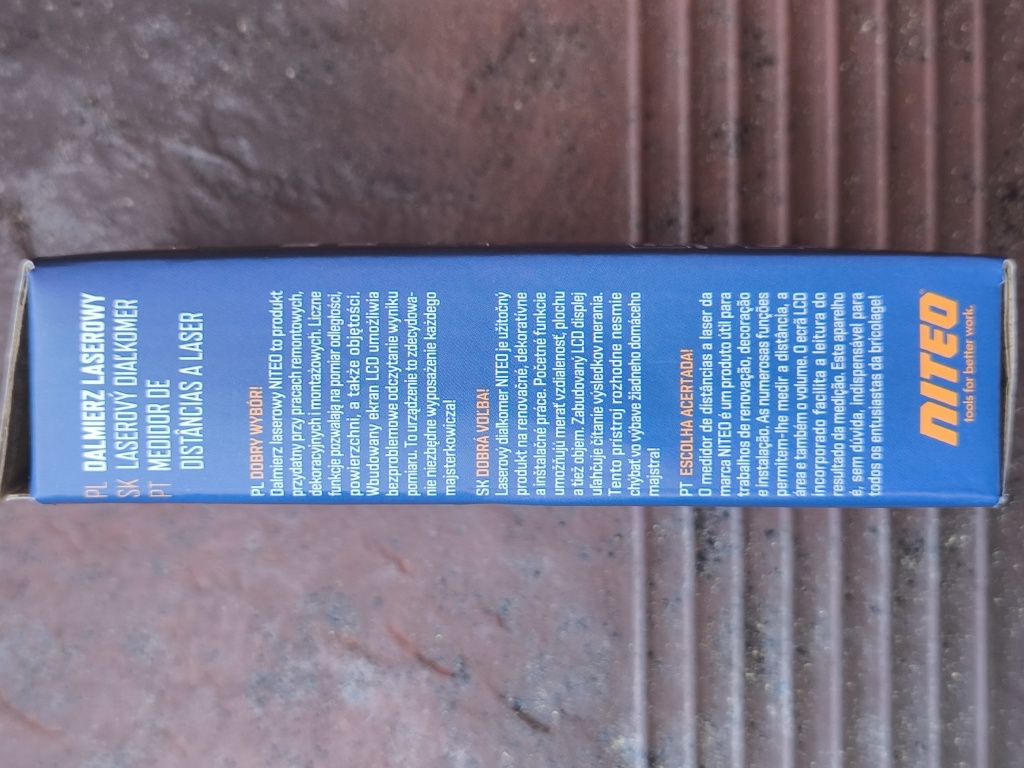 PL DALMIERZ LASEROWY
SK LASEROVÝ DIALKOMER
PT MEDIDOR DE
DISTÂNCIAS A LASER
PL DOBRY WYBÓR!
Dalmierz laserowy NITEO to produkt
przydatny przy pracach remontowych,
dekoracyjnych i montażowych. Liczne
funkcje pozwalają na pomiar odległości,
powierzchni, a także objętości.
Wbudowany ekran LCD umożliwia
bezproblemowe odczytanie wyniku
pomiaru. To urządzenie to zdecydowa-
nie niezbędne wyposażenie każdego
majsterkowicza!
SK DOBRÁ VOĽBA!
Laserový dialkomer NITEO je užitočný
produkt na renovačné, dekoratívne
a inštalačné práce. Početné funkcie
umožňujú merať vzdialenosť, plochu
a tiež objem. Zabudovaný LCD displej
uľahčuje čítanie výsledkov merania.
Tento prístroj rozhodne nesmie
chýbať vo výbave žiadneho domáceho
majstra!
PT ESCOLHA ACERTADA!
O medidor de distâncias a laser da
marca NITEO é um produto útil para
trabalhos de renovação, decoração
e instalação. As numerosas funções
permitem-lhe medir a distância, a
área e também o volume. O ecrã LCD
incorporado facilita a leitura do
resultado da medição. Este aparelho
é, sem dúvida, indispensável para
todos os entusiastas da bricolage!
NITEO®
tools for better work.